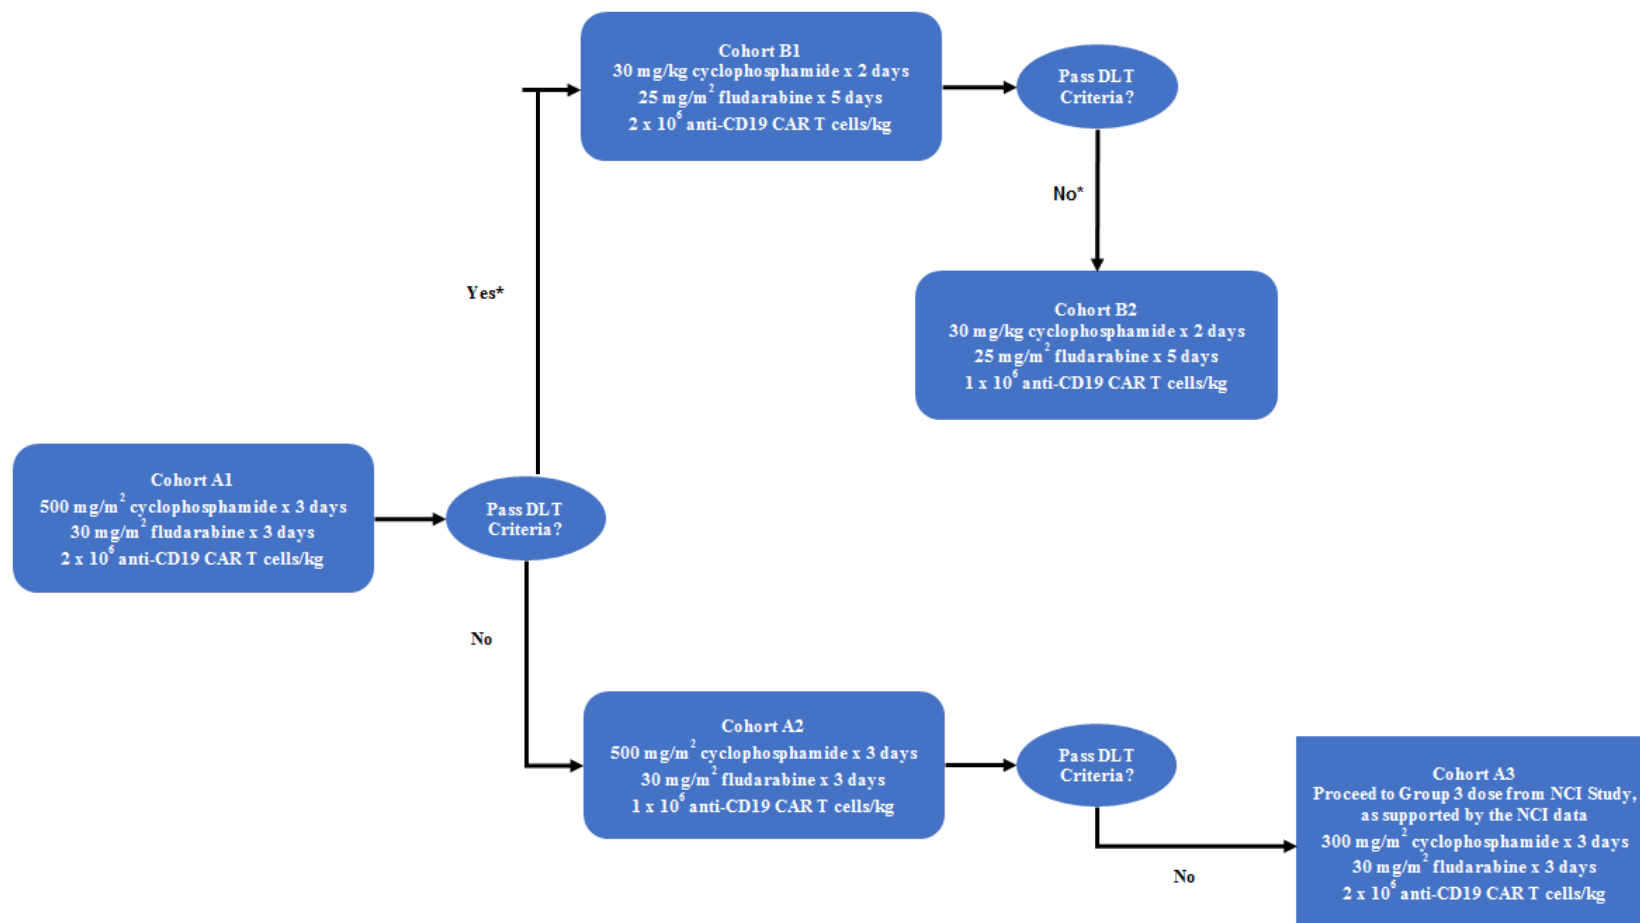 Cohort B1
30 mg/kg cyclophosphamide x 2 days
25 mg/m² fludarabine x 5 days
2 x 10⁶ anti-CD19 CAR T cells/kg
Pass DLT
Criteria?
No*
Yes*
Cohort B2
30 mg/kg cyclophosphamide x 2 days
25 mg/m² fludarabine x 5 days
1 x 10⁶ anti-CD19 CAR T cells/kg
Cohort A1
500 mg/m² cyclophosphamide x 3 days
30 mg/m² fludarabine x 3 days
2 x 10⁶ anti-CD19 CAR T cells/kg
Pass DLT
Criteria?
No
Cohort A2
500 mg/m² cyclophosphamide x 3 days
30 mg/m² fludarabine x 3 days
1 x 10⁶ anti-CD19 CAR T cells/kg
Pass DLT
Criteria?
No
Cohort A3
Proceed to Group 3 dose from NCI Study,
as supported by the NCI data
300 mg/m² cyclophosphamide x 3 days
30 mg/m² fludarabine x 3 days
2 x 10⁶ anti-CD19 CAR T cells/kg